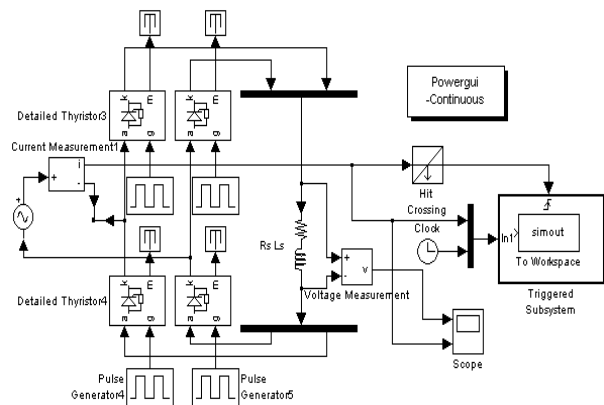 k m
a g
k m
a g
Detailed Thyristor3
Current Measurement1
+
i
-
+
Powergui
-Continuous
Hit
Crossing
Clock
Rs Ls
+
-
v
Voltage Measurement
In1
simout
To Workspace
Triggered
Subsystem
Scope
k m
a g
k m
a g
Detailed Thyristor4
Pulse
Generator4
Pulse
Generator5